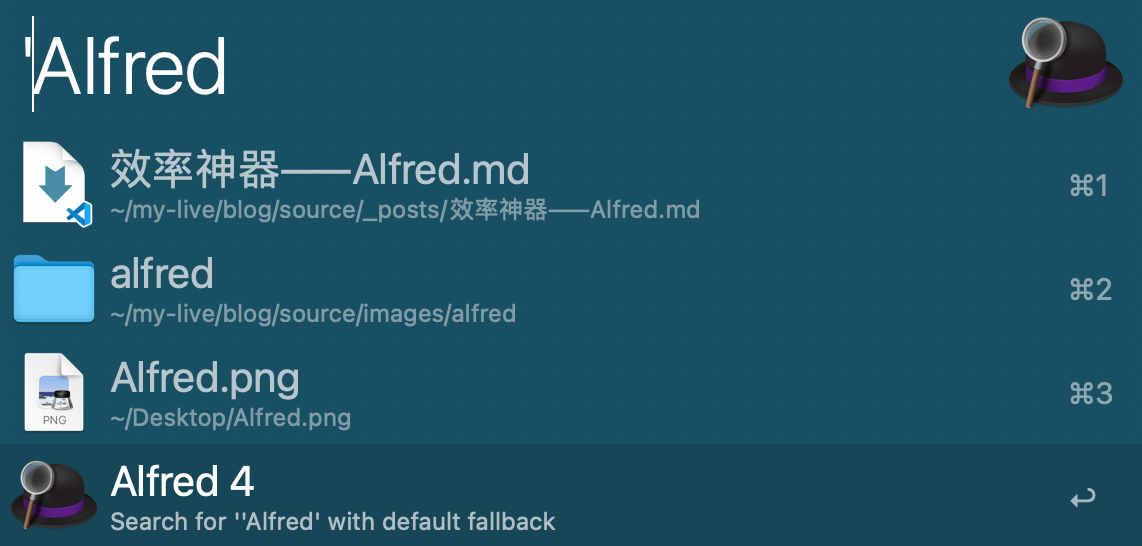 'Alfred
效率神器——Alfred.md
~/my-live/blog/source/_posts/效率神器——Alfred.md
⌘1
alfred
~/my-live/blog/source/images/alfred
⌘2
PNG
Alfred.png
~/Desktop/Alfred.png
⌘3
Alfred 4
Search for ''Alfred' with default fallback
↩